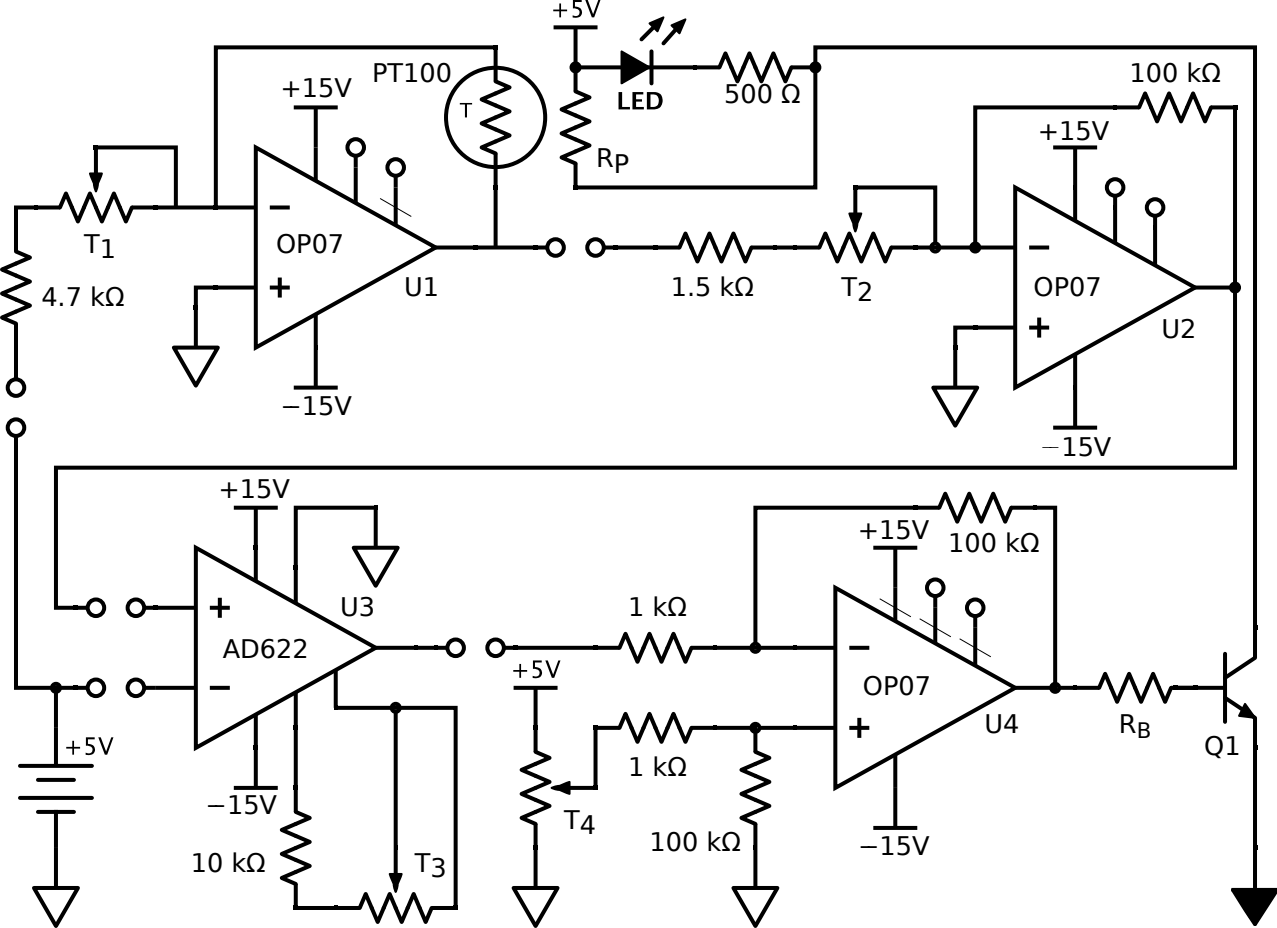 +5V
PT100
T
+15V
LED
500 Ω
100 kΩ
+15V
RP
T1
−
OP07
+
U1
4.7 kΩ
−15V
1.5 kΩ
T2
−
OP07
+
U2
−15V
+15V
U3
+
AD622
−
+15V
100 kΩ
1 kΩ
+5V
−
OP07
+
U4
RB
Q1
+5V
−15V
1 kΩ
T4
100 kΩ
−15V
10 kΩ
T3